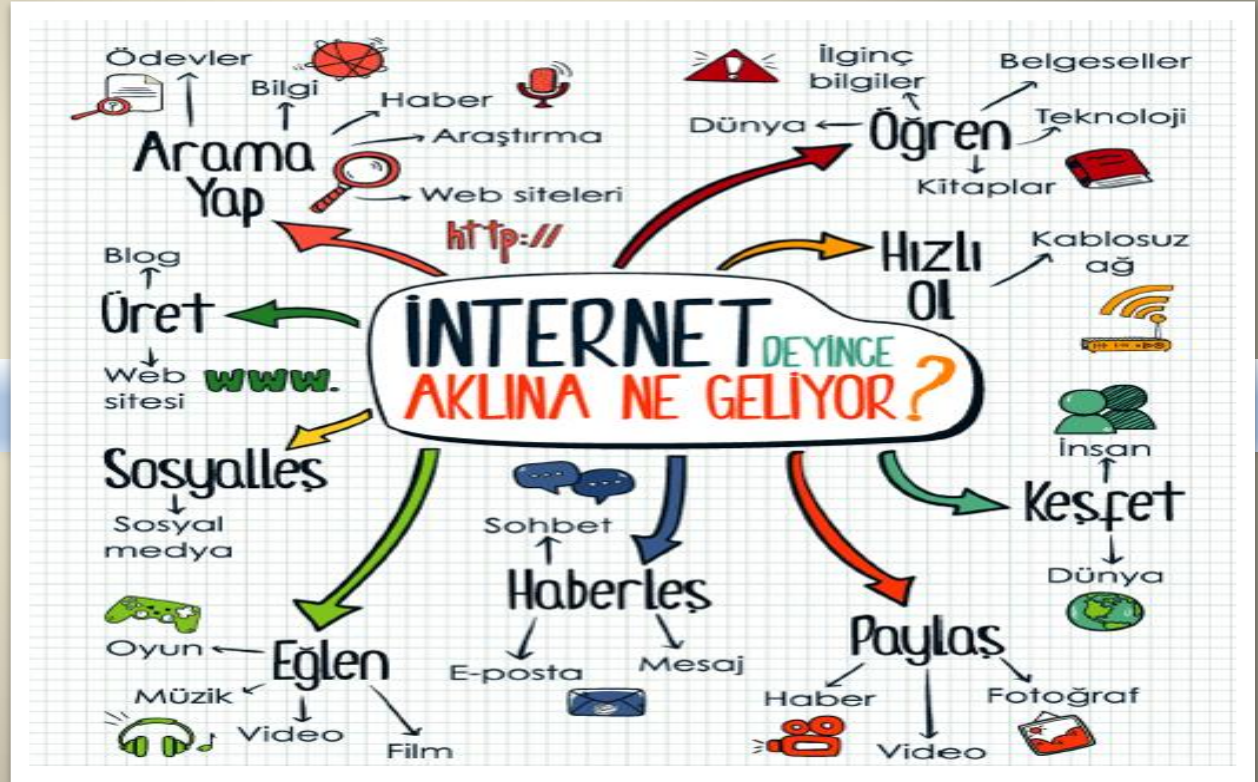 Ödevler
Bilgi
Haber
Araştırma
Web siteleri
Arama
Yap
http://
İlginç
bilgiler
Belgeseller
Dünya
Öğren
Teknoloji
Kitaplar
Hızlı
Ol
Kablosuz
ağ
Blog
Üret
Web
sitesi
www.
İNTERNET DEYİNCE
AKLINA NE GELİYOR?
Sosyalleş
Sosyal
medya
Sohbet
Haberleş
E-posta
Mesaj
İnsan
Keşfet
Dünya
Oyun
Eğlen
Müzik
Video
Film
Paylaş
Haber
Video
Fotoğraf